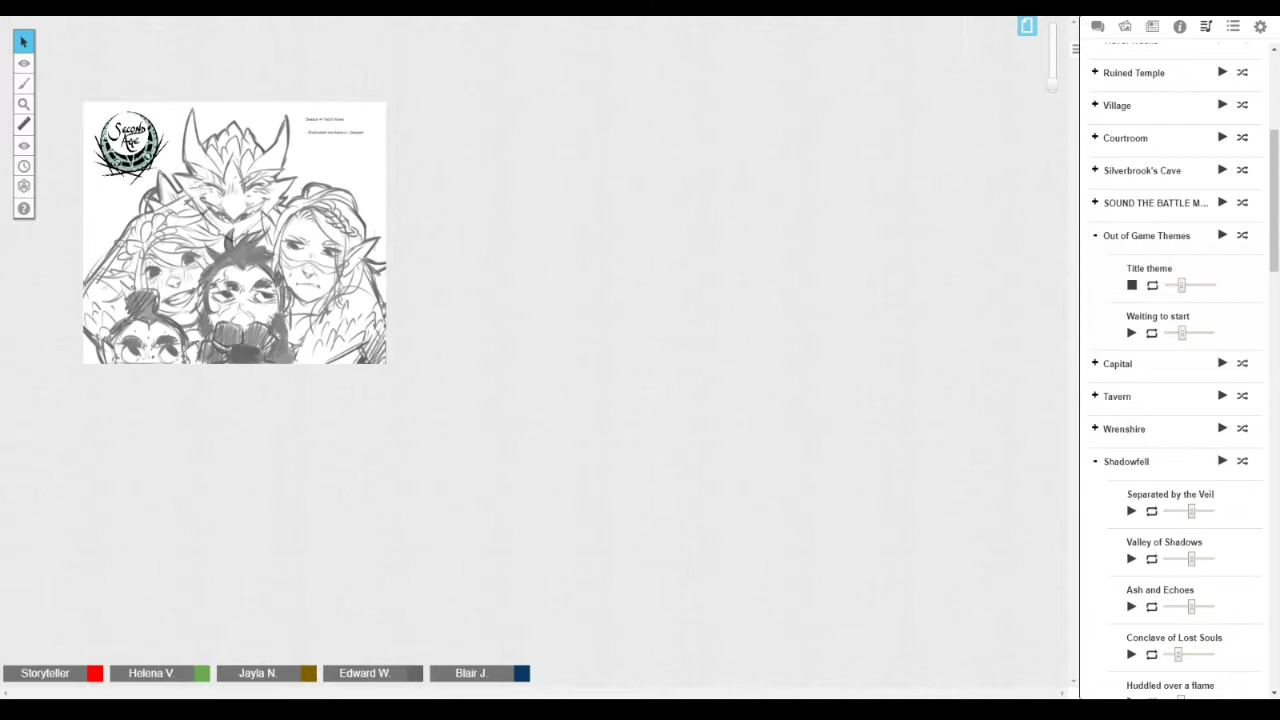 Second
Age
Ruined Temple
Village
Courtroom
Silverbrook's Cave
SOUND THE BATTLE M...
Out of Game Themes
Title theme
Waiting to start
Capital
Tavern
Wrenshire
Shadowfell
Separated by the Veil
Valley of Shadows
Ash and Echoes
Conclave of Lost Souls
Huddled over a flame
Storyteller
Helena V.
Jayla N.
Edward W.
Blair J.